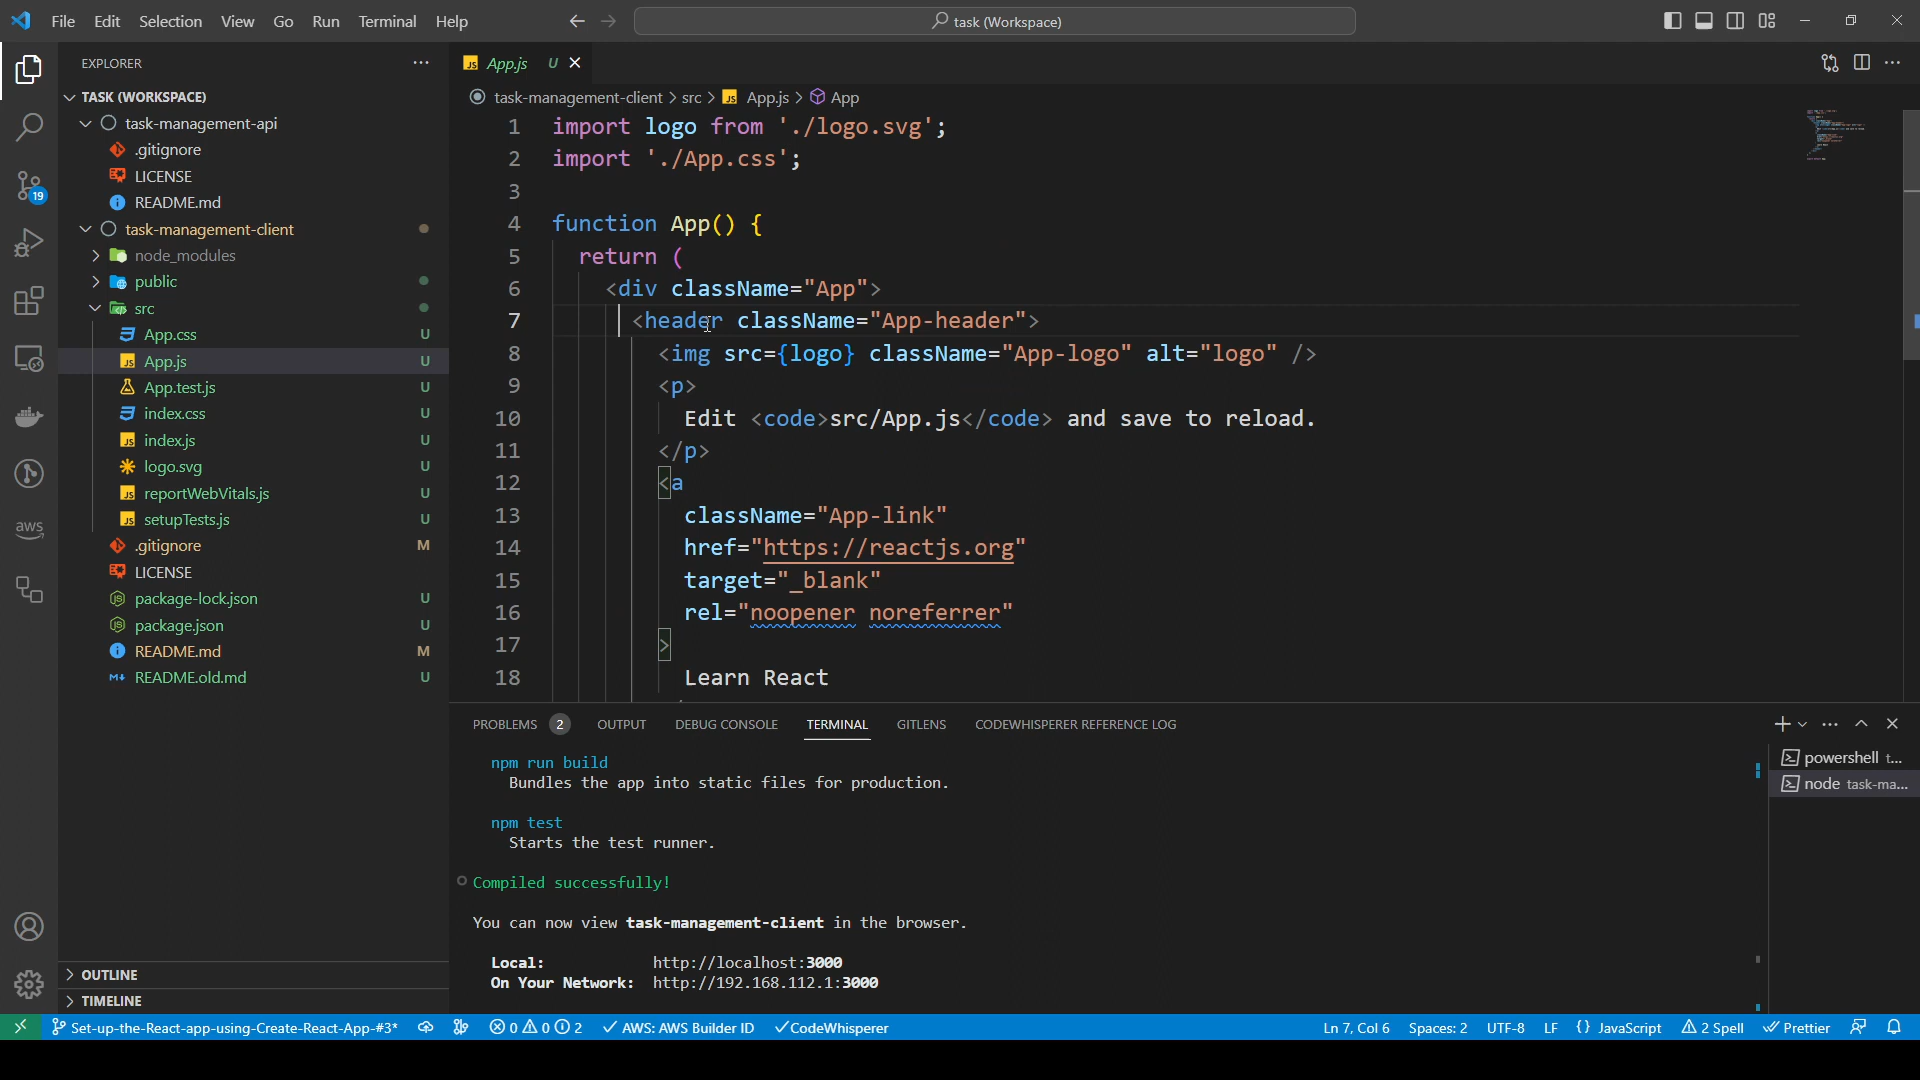 File Edit Selection View Go Run Terminal Help
task (Workspace)
EXPLORER
TASK (WORKSPACE)
task-management-api
.gitignore
LICENSE
README.md
task-management-client
node_modules
public
src
App.css U
App.js U
App.test.js U
index.css U
index.js U
logo.svg U
reportWebVitals.js U
setupTests.js U
.gitignore M
LICENSE
package-lock.json U
package.json U
README.md M
README.old.md U
OUTLINE
TIMELINE
19
aws
JS App.js U
task-management-client > src > JS App.js > App
1 import logo from './logo.svg';
2 import './App.css';
3
4 function App() {
5 return (
6 <div className="App">
7 <header className="App-header">
8 <img src={logo} className="App-logo" alt="logo" />
9 <p>
10 Edit <code>src/App.js</code> and save to reload.
11 </p>
12 <a
13 className="App-link"
14 href="https://reactjs.org"
15 target="_blank"
16 rel="noopener noreferrer"
17 >
18 Learn React
PROBLEMS 2 OUTPUT DEBUG CONSOLE TERMINAL GITLENS CODEWHISPERER REFERENCE LOG
npm run build
Bundles the app into static files for production.
npm test
Starts the test runner.
Compiled successfully!
You can now view task-management-client in the browser.
Local: http://localhost:3000
On Your Network: http://192.168.112.1:3000
powershell t...
node task-ma...
Set-up-the-React-app-using-Create-React-App-#3* 0 0 2 AWS: AWS Builder ID CodeWhisperer Ln 7, Col 6 Spaces: 2 UTF-8 LF {} JavaScript 2 Spell Prettier